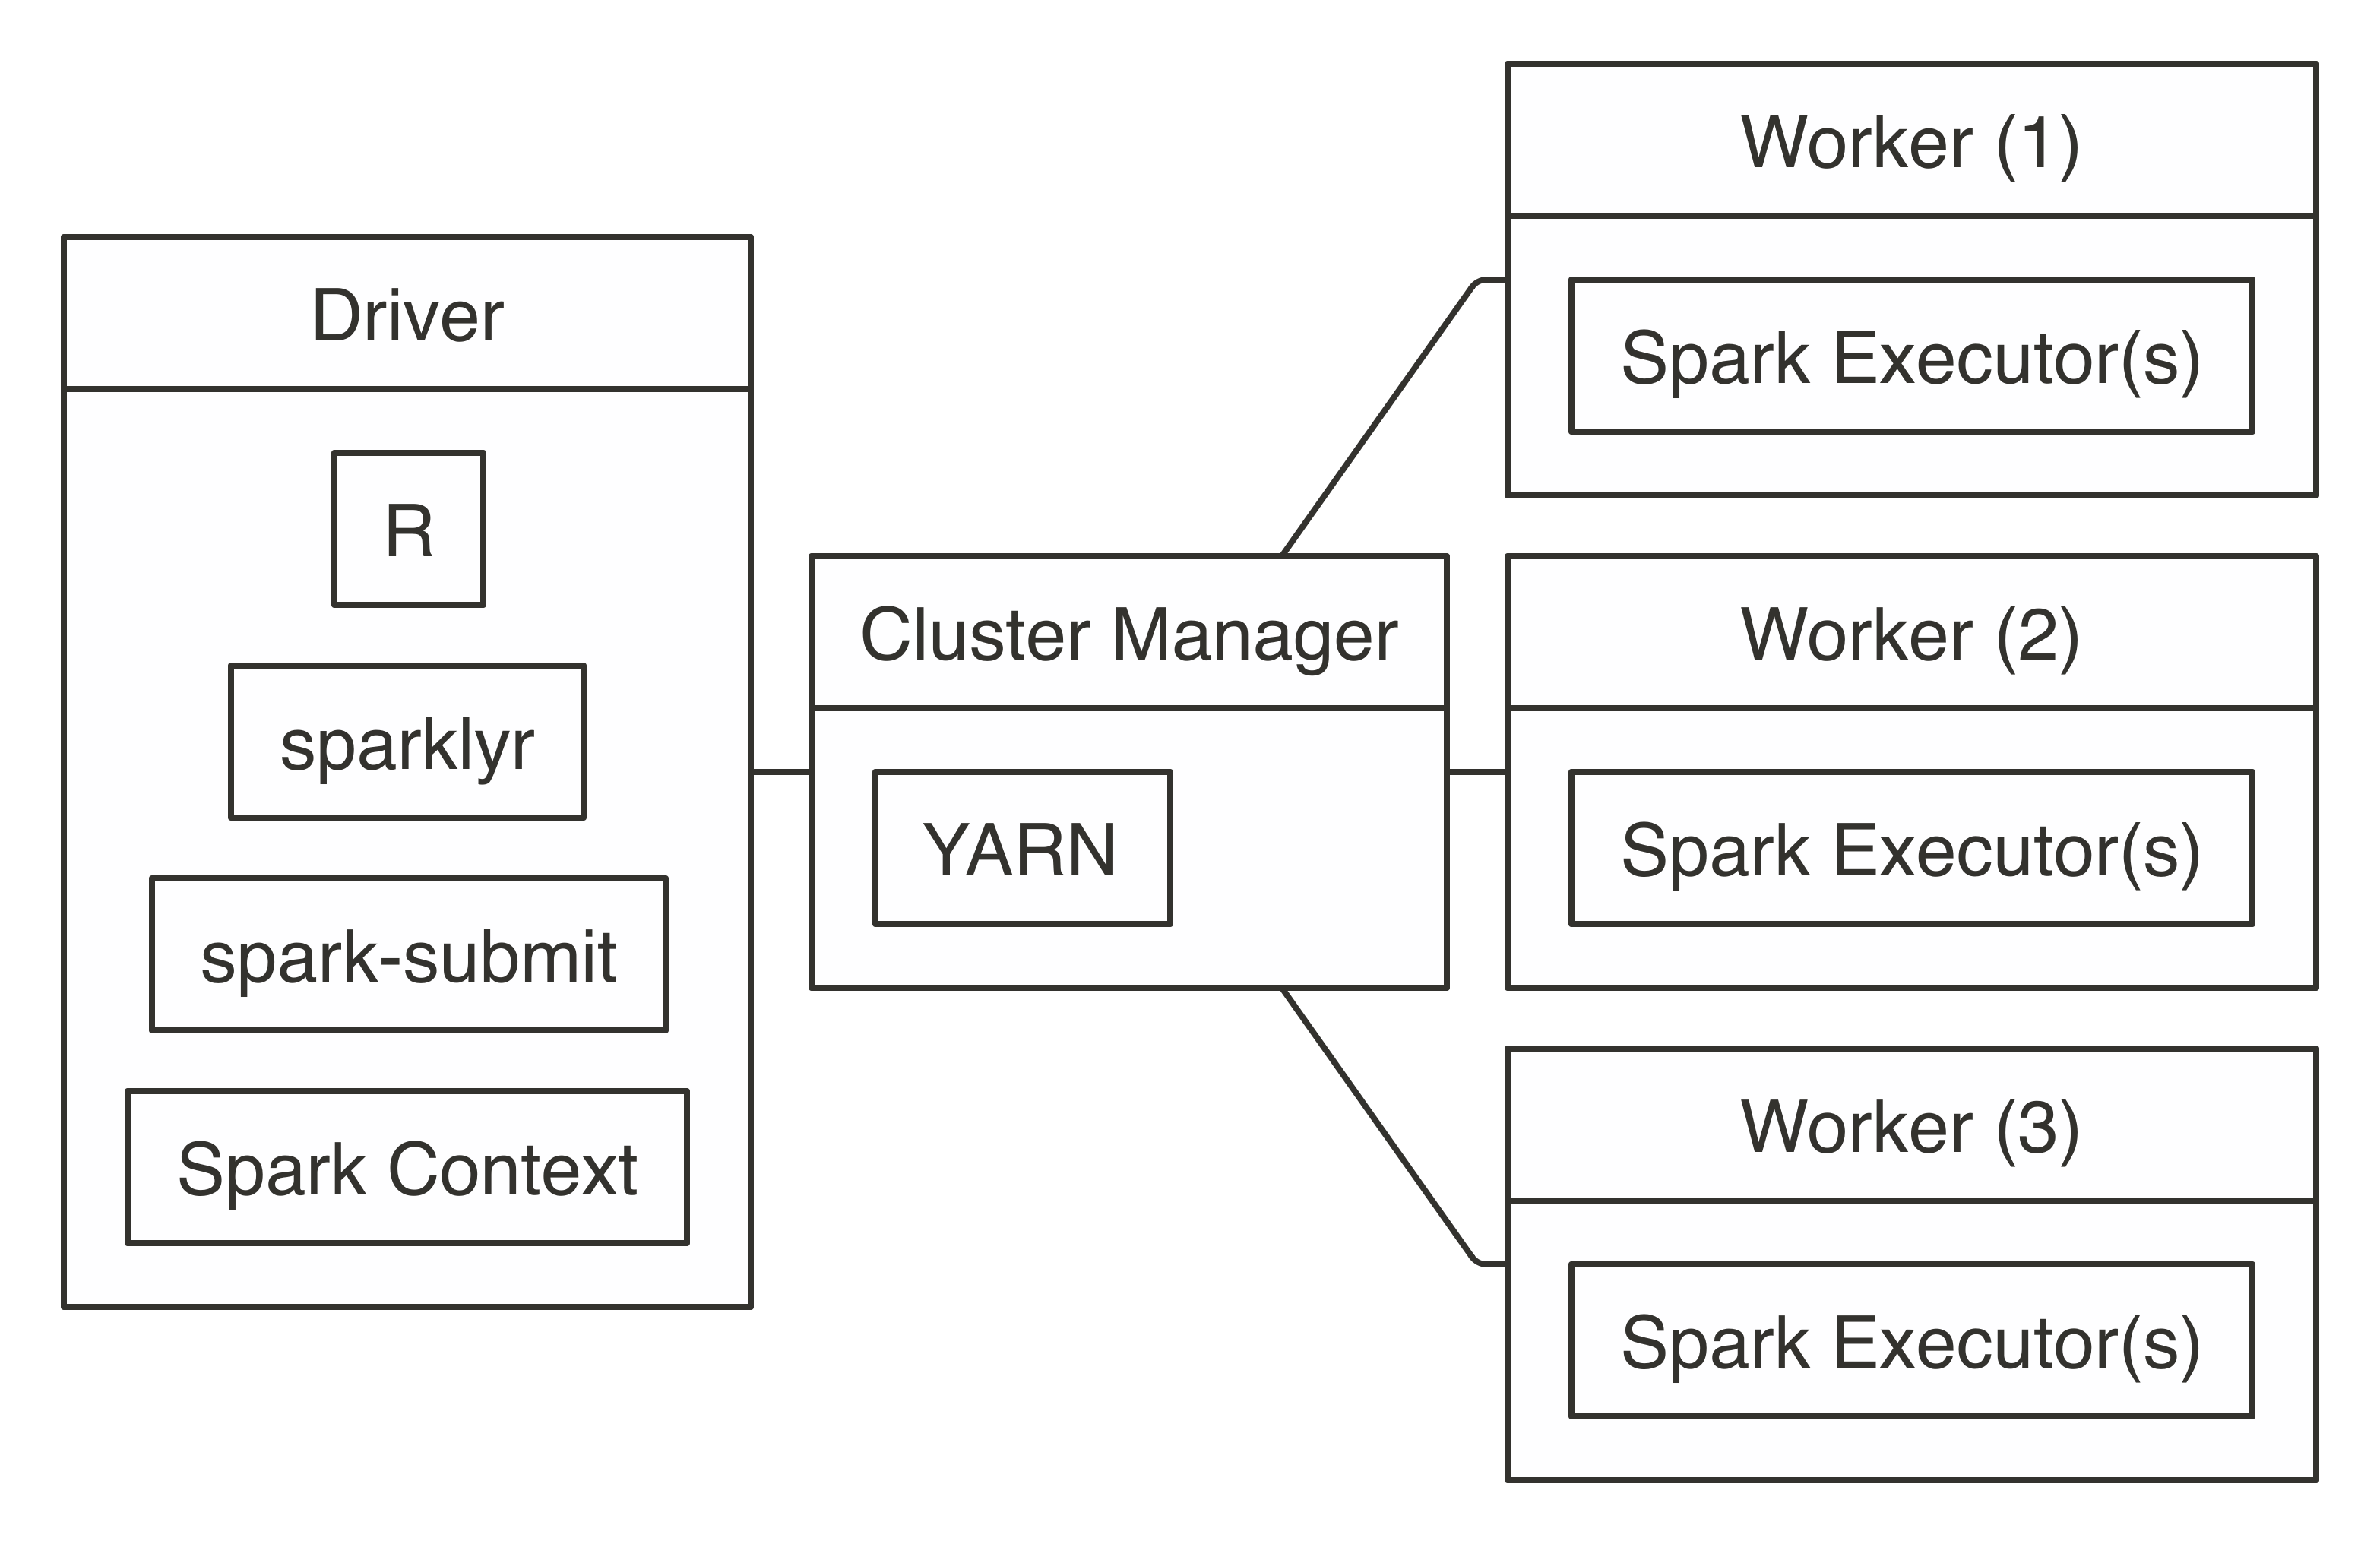 Driver
R
sparklyr
spark-submit
Spark Context
Cluster Manager
YARN
Worker (1)
Spark Executor(s)
Worker (2)
Spark Executor(s)
Worker (3)
Spark Executor(s)